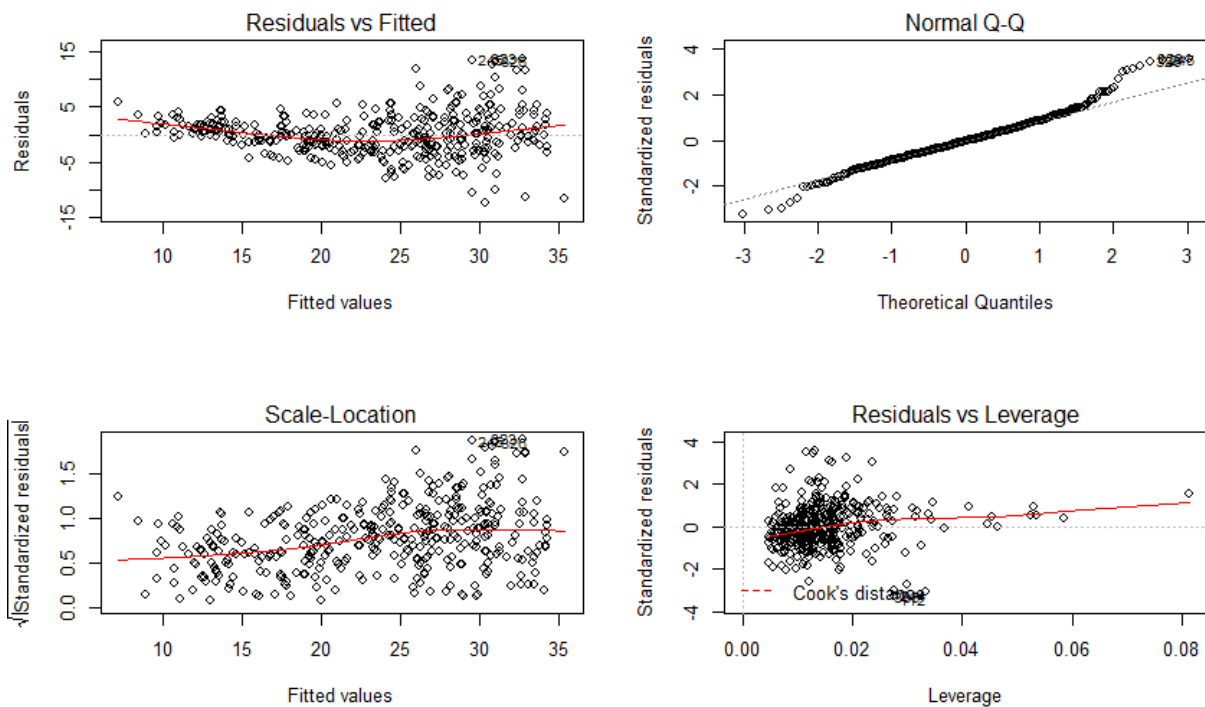 Residuals vs Fitted
Residuals
15
5
-5
-15
10 15 20 25 30 35
Fitted values
Normal Q-Q
Standardized residuals
4
2
0
-2
-3 -2 -1 0 1 2 3
Theoretical Quantiles
Scale-Location
√|Standardized residuals|
1.5
1.0
0.5
0.0
10 15 20 25 30 35
Fitted values
Residuals vs Leverage
Standardized residuals
4
2
0
-2
-4
Cook's distance
0.00 0.02 0.04 0.06 0.08
Leverage